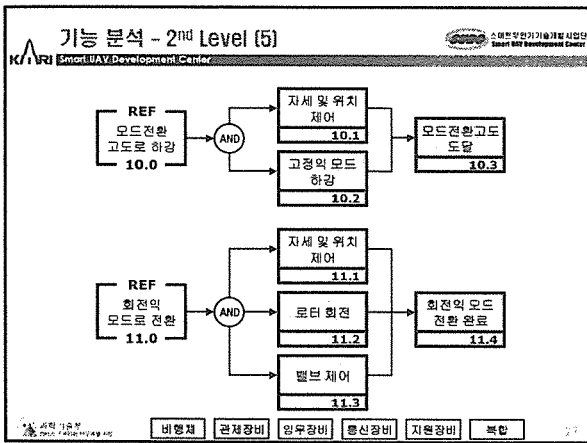 기능 분석 – 2nd Level (5)
스마트무인기기술개발사업단
Smart UAV Development Center
KARI Smart UAV Development Center
REF
모드전환
고도로 하강
10.0
AND
자세 및 위치
제어
10.1
고정익 모드
하강
10.2
모드전환고도
도달
10.3
REF
회전익
모드로 전환
11.0
AND
자세 및 위치
제어
11.1
로터 회전
11.2
밸브 제어
11.3
회전익 모드
전환 완료
11.4
과학기술부
비행체
관제장비
임무장비
통신장비
지원장비
복합